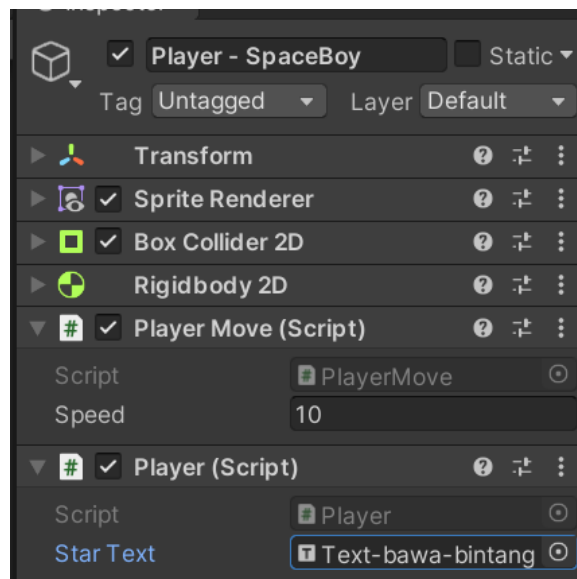 Player - SpaceBoy Static
Tag Untagged Layer Default
Transform
Sprite Renderer
Box Collider 2D
Rigidbody 2D
# Player Move (Script)
Script # PlayerMove
Speed 10
# Player (Script)
Script # Player
Star Text T Text-bawa-bintang